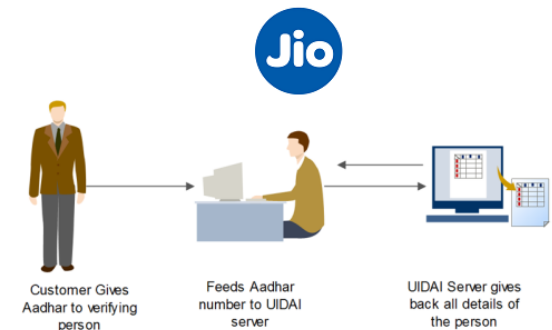 Jio
Customer Gives
Aadhar to verifying
person
Feeds Aadhar
number to UIDAI
server
UIDAI Server gives
back all details of
the person